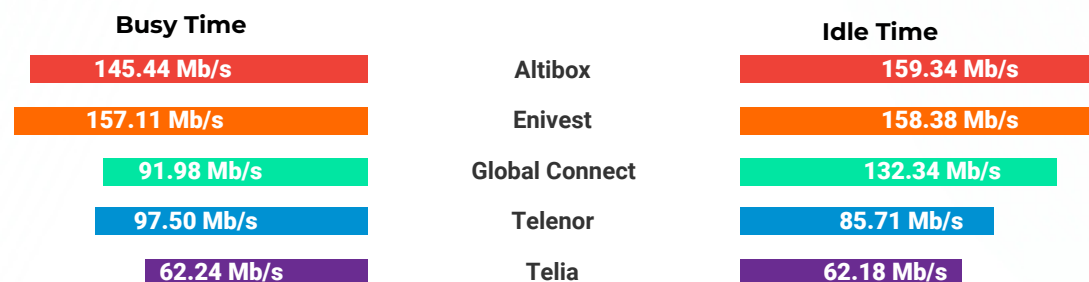 Busy Time
Idle Time
145.44 Mb/s Altibox 159.34 Mb/s
157.11 Mb/s Enivest 158.38 Mb/s
91.98 Mb/s Global Connect 132.34 Mb/s
97.50 Mb/s Telenor 85.71 Mb/s
62.24 Mb/s Telia 62.18 Mb/s